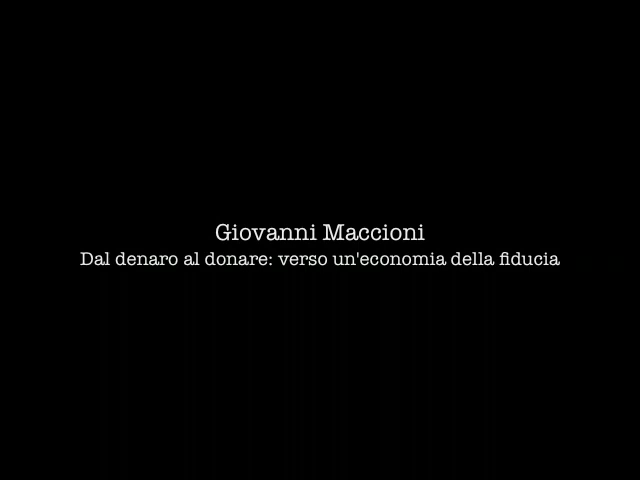 Giovanni Maccioni
Dal denaro al donare: verso un'economia della fiducia